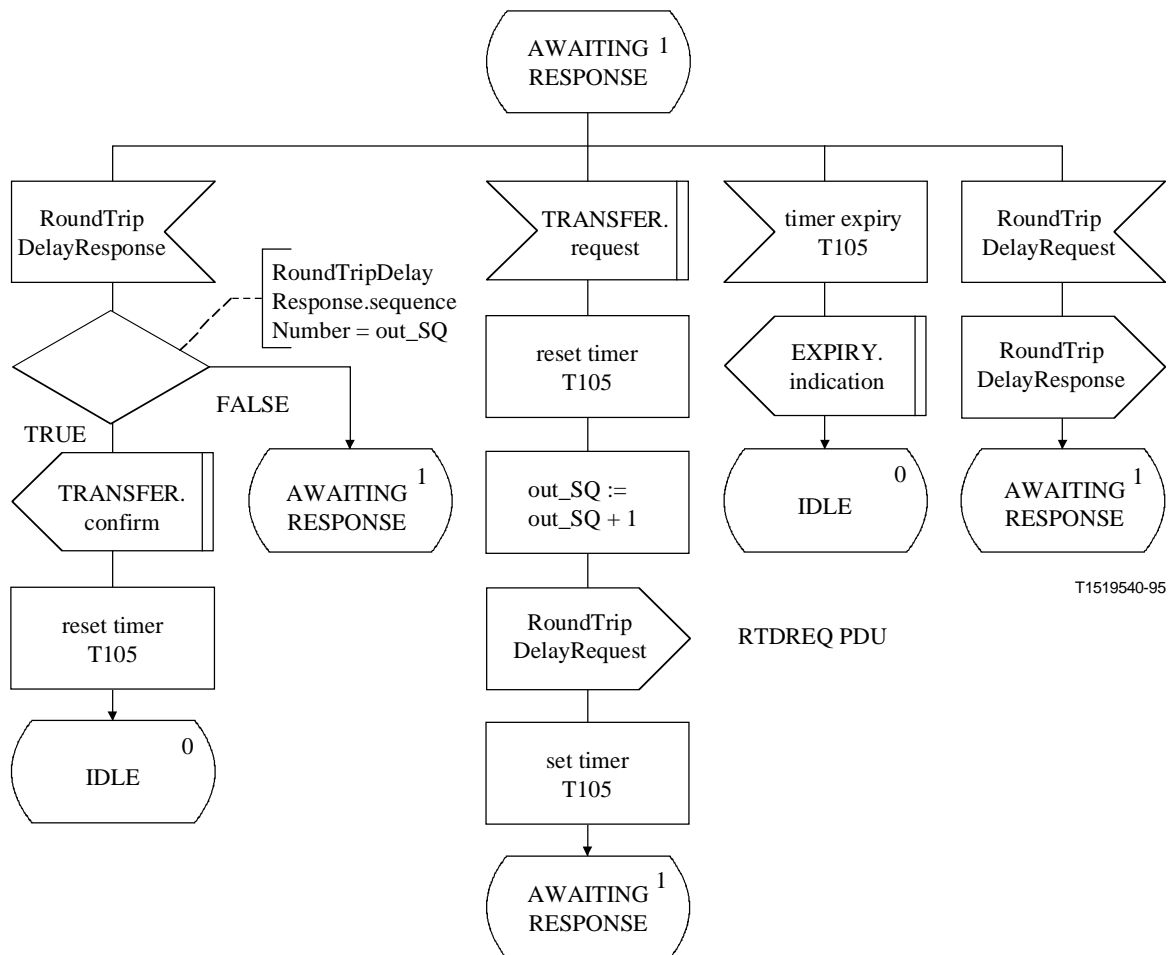 AWAITING 1
RESPONSE
RoundTrip
DelayResponse
RoundTripDelay
Response.sequence
Number = out_SQ
TRUE
FALSE
TRANSFER.
confirm
AWAITING 1
RESPONSE
reset timer
T105
0
IDLE
TRANSFER.
request
reset timer
T105
out_SQ :=
out_SQ + 1
RoundTrip
DelayRequest
RTDREQ PDU
set timer
T105
AWAITING 1
RESPONSE
timer expiry
T105
EXPIRY.
indication
0
IDLE
RoundTrip
DelayRequest
RoundTrip
DelayResponse
AWAITING 1
RESPONSE
T1519540-95